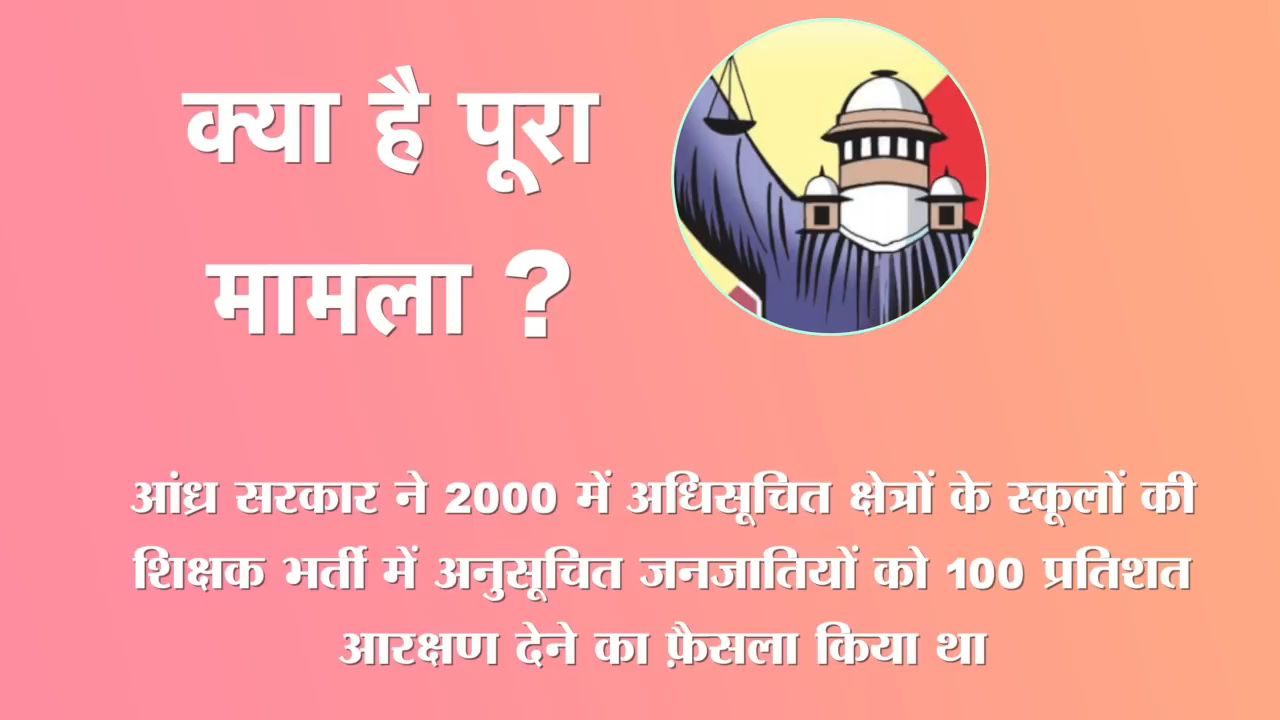 क्या है पूरा
मामला ?
आंध्र सरकार ने 2000 में अधिसूचित क्षेत्रों के स्कूलों की
शिक्षक भर्ती में अनुसूचित जनजातियों को 100 प्रतिशत
आरक्षण देने का फ़ैसला किया था